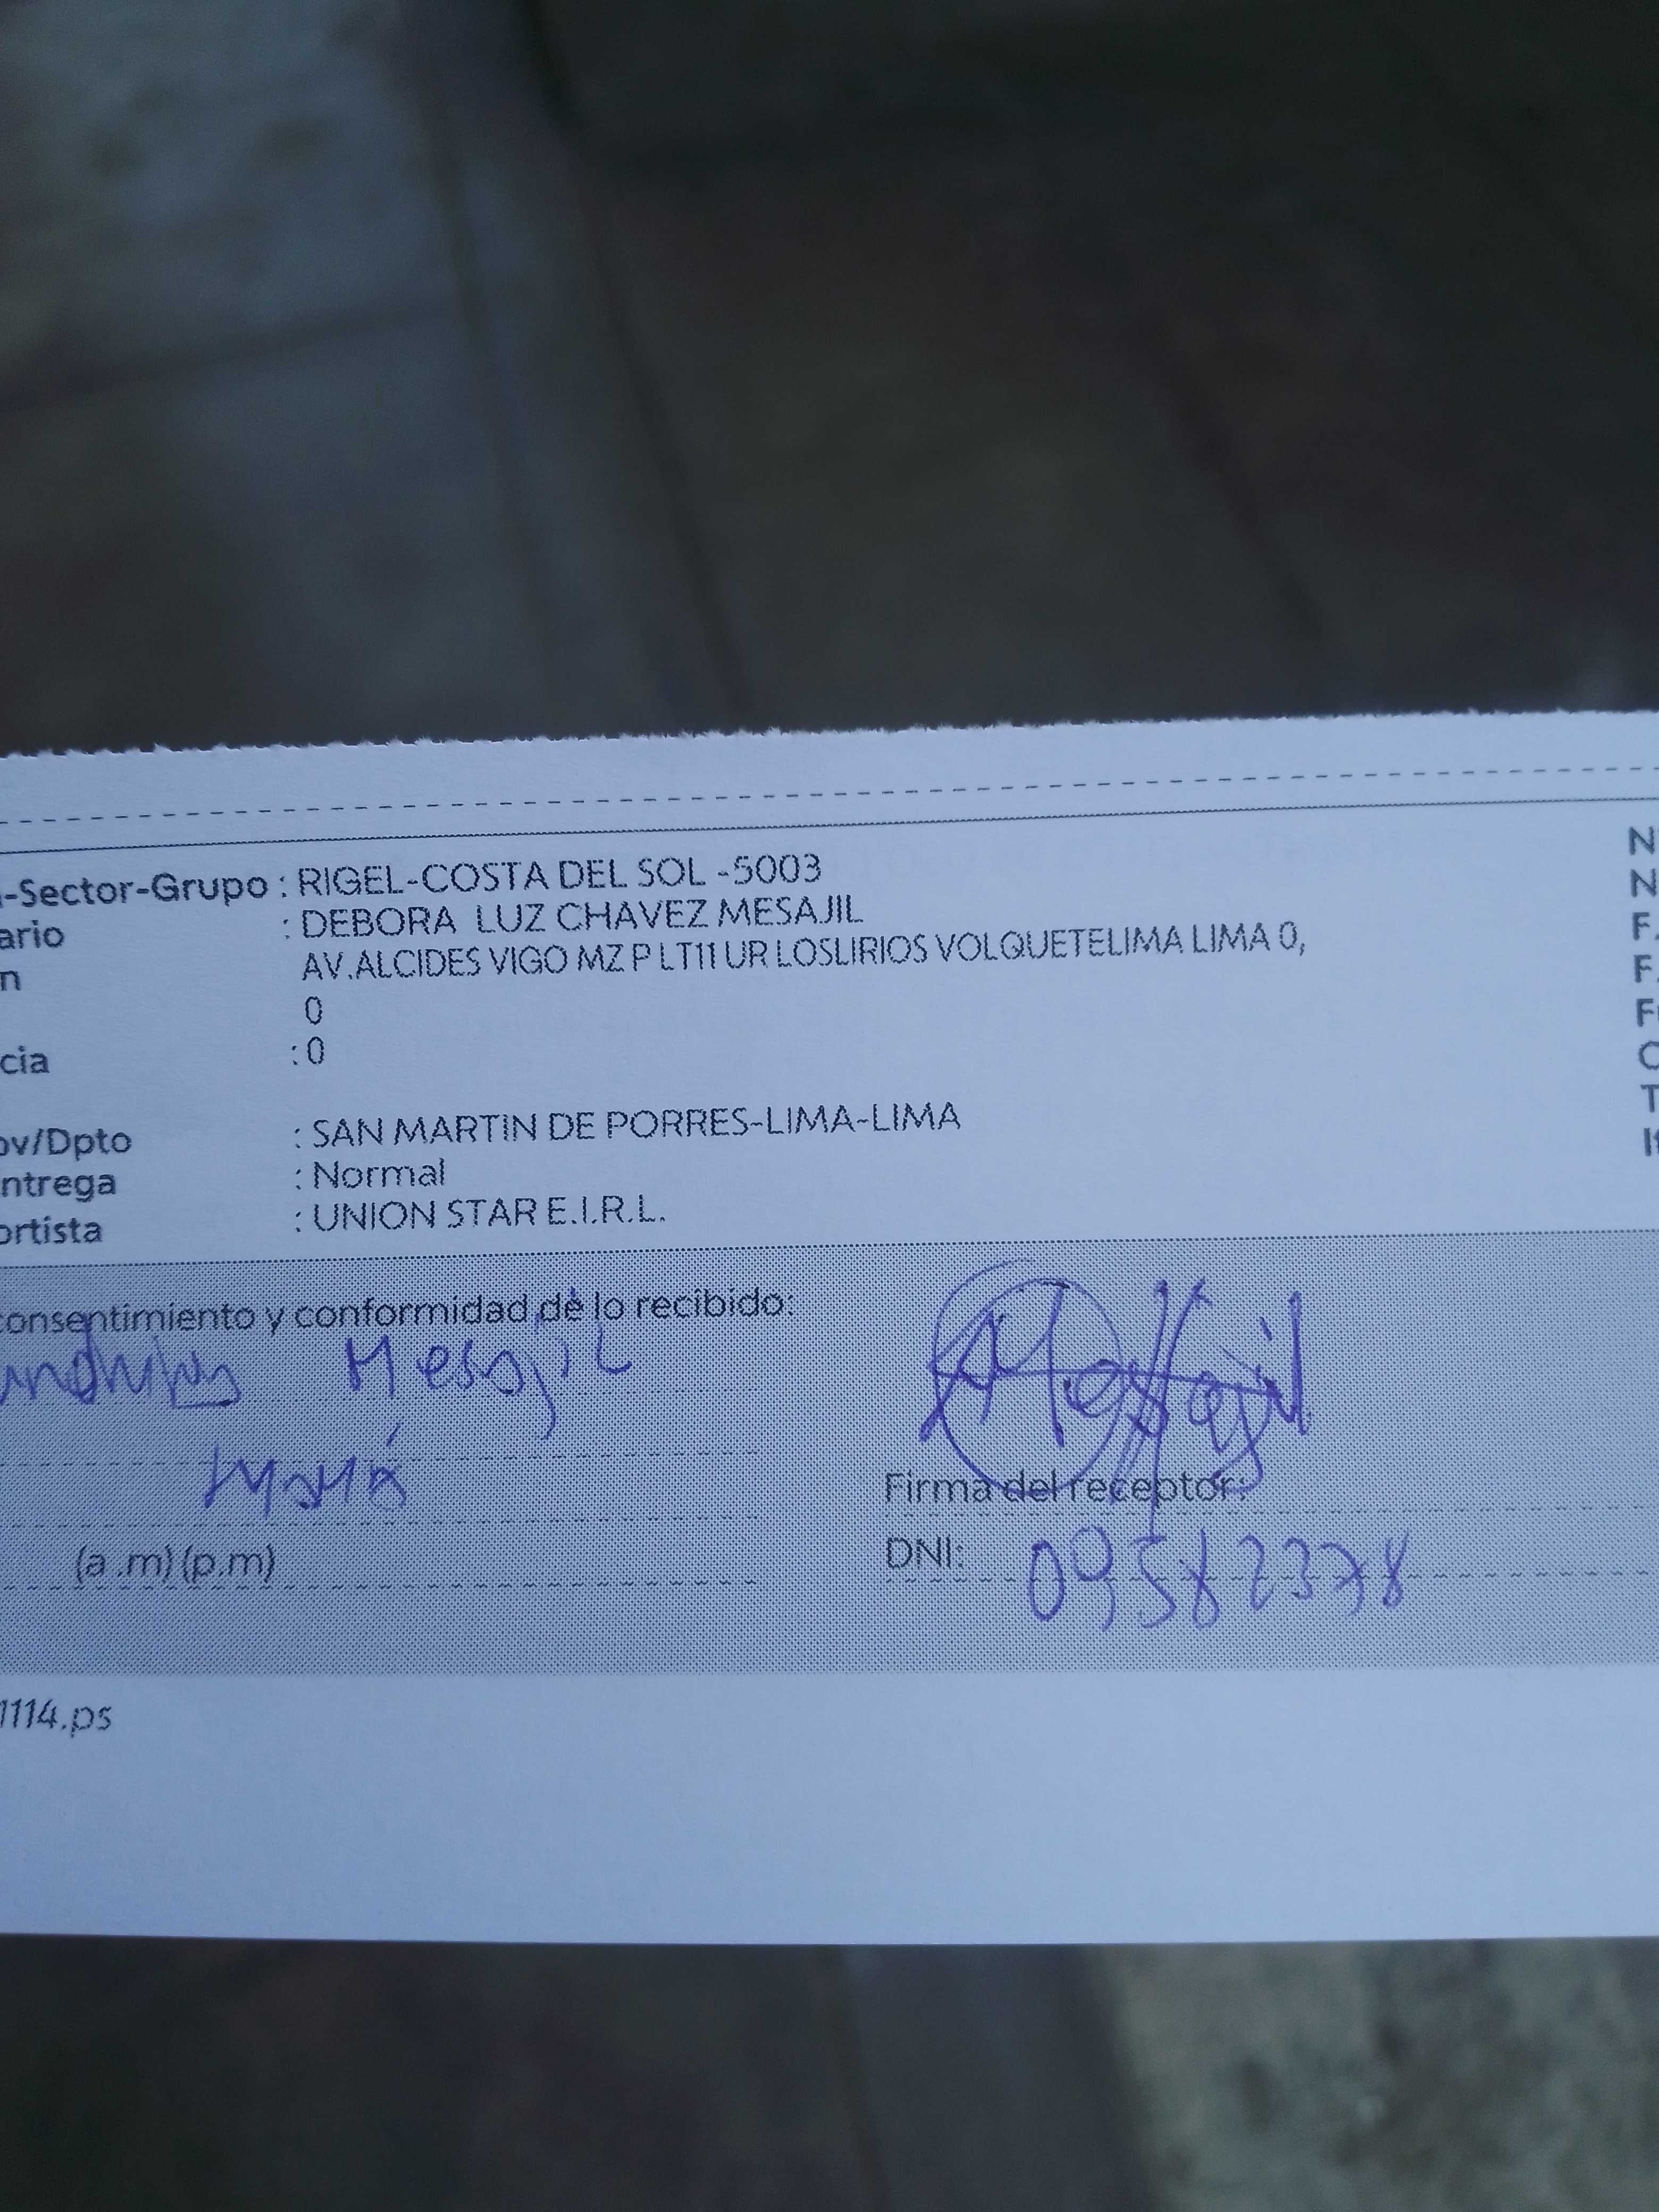 -Sector-Grupo : RIGEL-COSTA DEL SOL -5003
ario : DEBORA LUZ CHAVEZ MESAJIL
n AV.ALCIDES VIGO MZ P LT11 UR LOSLIRIOS VOLQUETELIMA LIMA 0,
0
cia : 0
ov/Dpto : SAN MARTIN DE PORRES-LIMA-LIMA
ntrega : Normal
ortista : UNION STAR E.I.R.L.
N
N
F.
F.
F
C
T
consentimiento y conformidad de lo recibido:
Mesajil
Mesajil
mamá
Firma del receptor:
(a .m) (p.m)
DNI: 09582378
1114.ps